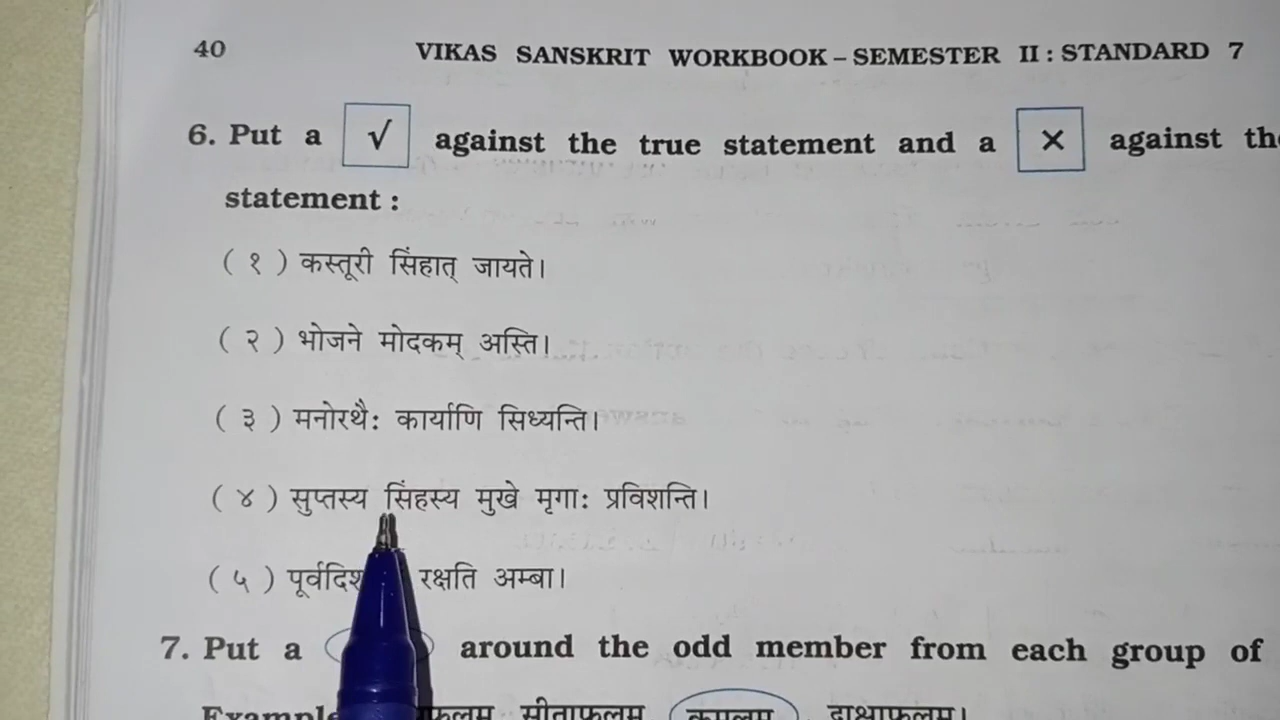 40 VIKAS SANSKRIT WORKBOOK – SEMESTER II : STANDARD 7
6. Put a √ against the true statement and a × against
statement :
( १ ) कस्तूरी सिंहात् जायते।
( २ ) भोजने मोदकम् अस्ति।
( ३ ) मनोरथैः कार्याणि सिध्यन्ति।
( ४ ) सुप्तस्य सिंहस्य मुखे मृगाः प्रविशन्ति।
( ५ ) रक्षति अम्बा।
7. Put a around the odd member from each group of
सीताफलम् कमलम् द्राक्षाफलम्।